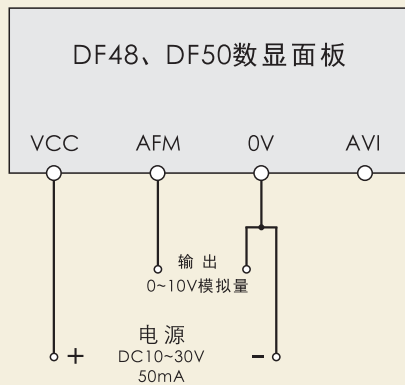 DF48、DF50数显面板
VCC AFM 0V AVI
输出
0~10V模拟量
电源
+ DC10~30V −
50mA